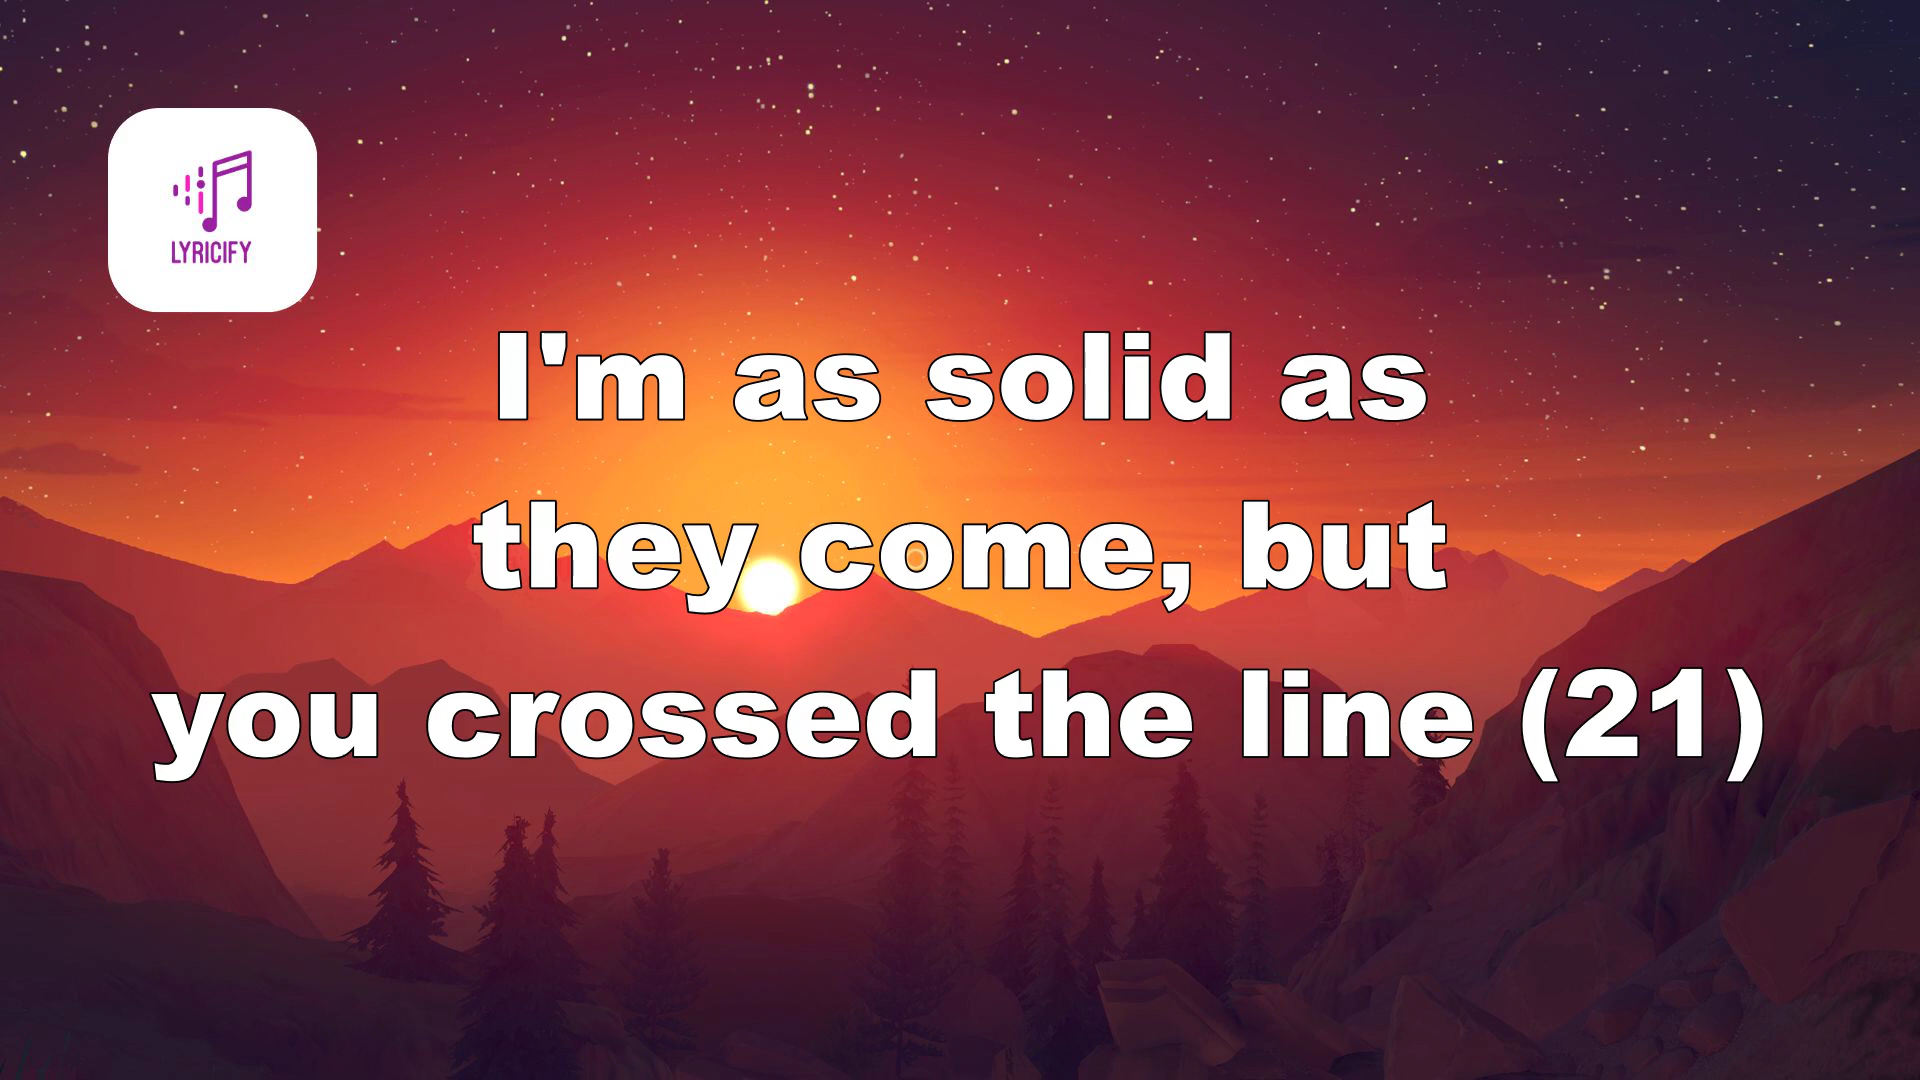 LYRICIFY
I'm as solid as
they come, but
you crossed the line (21)